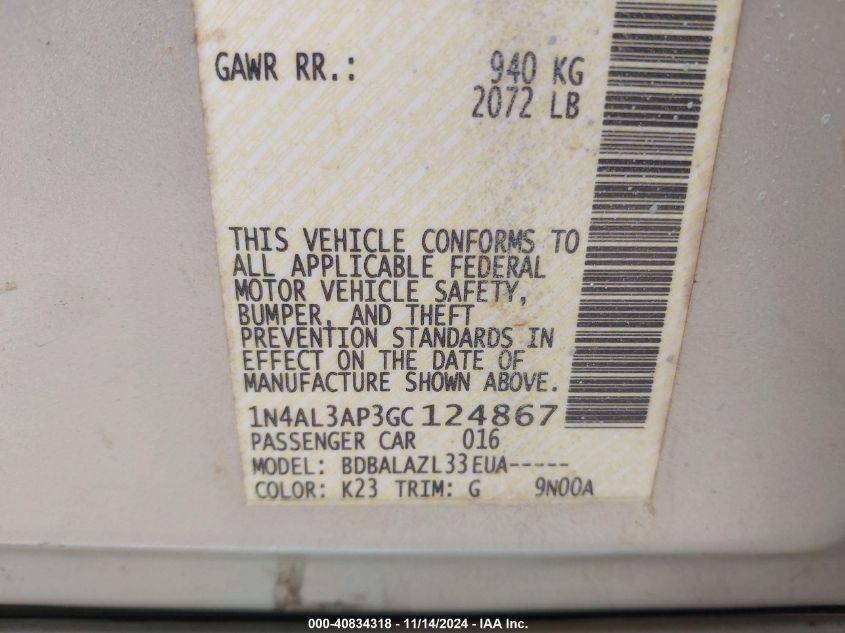 GAWR RR.: 940 KG
2072 LB
THIS VEHICLE CONFORMS TO
ALL APPLICABLE FEDERAL
MOTOR VEHICLE SAFETY,
BUMPER, AND THEFT
PREVENTION STANDARDS IN
EFFECT ON THE DATE OF
MANUFACTURE SHOWN ABOVE.
1N4AL3AP3GC124867
PASSENGER CAR 016
MODEL: BDBALAZL33EUA-----
COLOR: K23 TRIM: G 9N00A
000-40834318 - 11/14/2024 - IAA Inc.